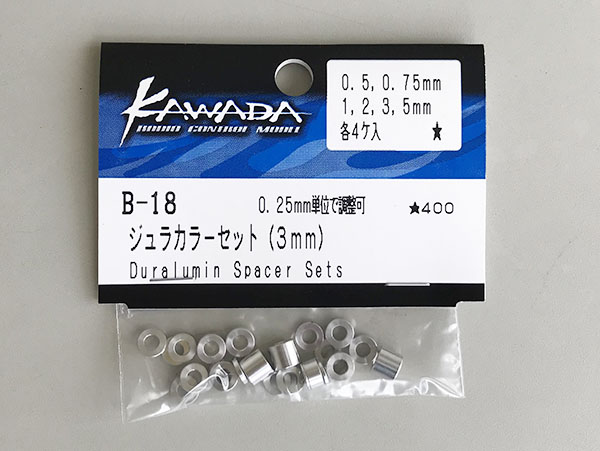 KAWADA
RADIO CONTROL MODEL
0.5,0.75mm
1,2,3,5mm
各4ケ入 ★
B-18 0.25mm単位で調整可 ★400
ジュラカラーセット(3mm)
Duralumin Spacer Sets